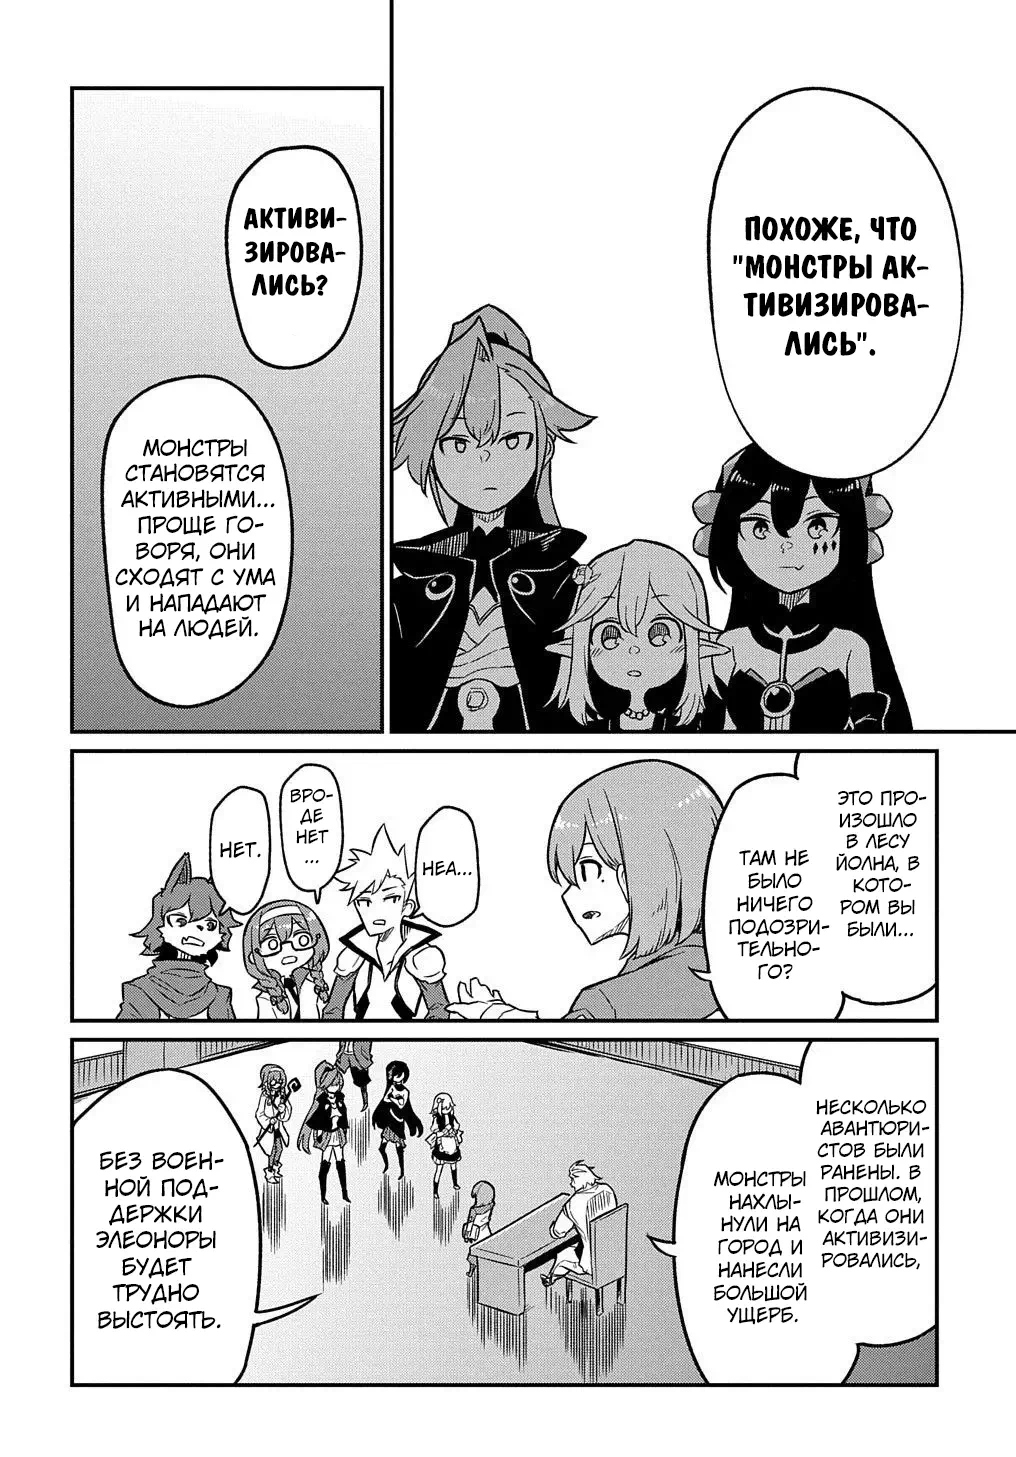 ПОХОЖЕ, ЧТО
"МОНСТРЫ АК-
ТИВИЗИРОВА-
ЛИСЬ".
АКТИВИ-
ЗИРОВА-
ЛИСЬ?
МОНСТРЫ
СТАНОВЯТСЯ
АКТИВНЫМИ...
ПРОЩЕ ГО-
ВОРЯ, ОНИ
СХОДЯТ С УМА
И НАПАДАЮТ
НА ЛЮДЕЙ.
ЭТО ПРО-
ИЗОШЛО
В ЛЕСУ
ЙОЛНА, В
КОТО-
РОМ ВЫ
БЫЛИ...
ТАМ НЕ
БЫЛО
НИЧЕГО
ПОДОЗРИ-
ТЕЛЬНО-
ГО?
НЕА...
ВРО-
ДЕ
НЕТ
...
НЕТ.
НЕСКОЛЬКО
АВАНТЮРИ-
СТОВ БЫЛИ
РАНЕНЫ. В
ПРОШЛОМ,
КОГДА ОНИ
АКТИВИЗИ-
РОВАЛИСЬ,
МОНСТРЫ
НАХЛЫ-
НУЛИ НА
ГОРОД И
НАНЕСЛИ
БОЛЬШОЙ
УЩЕРБ.
БЕЗ ВОЕН-
НОЙ ПОД-
ДЕРЖКИ
ЭЛЕОНОРЫ
БУДЕТ
ТРУДНО
ВЫСТОЯТЬ.